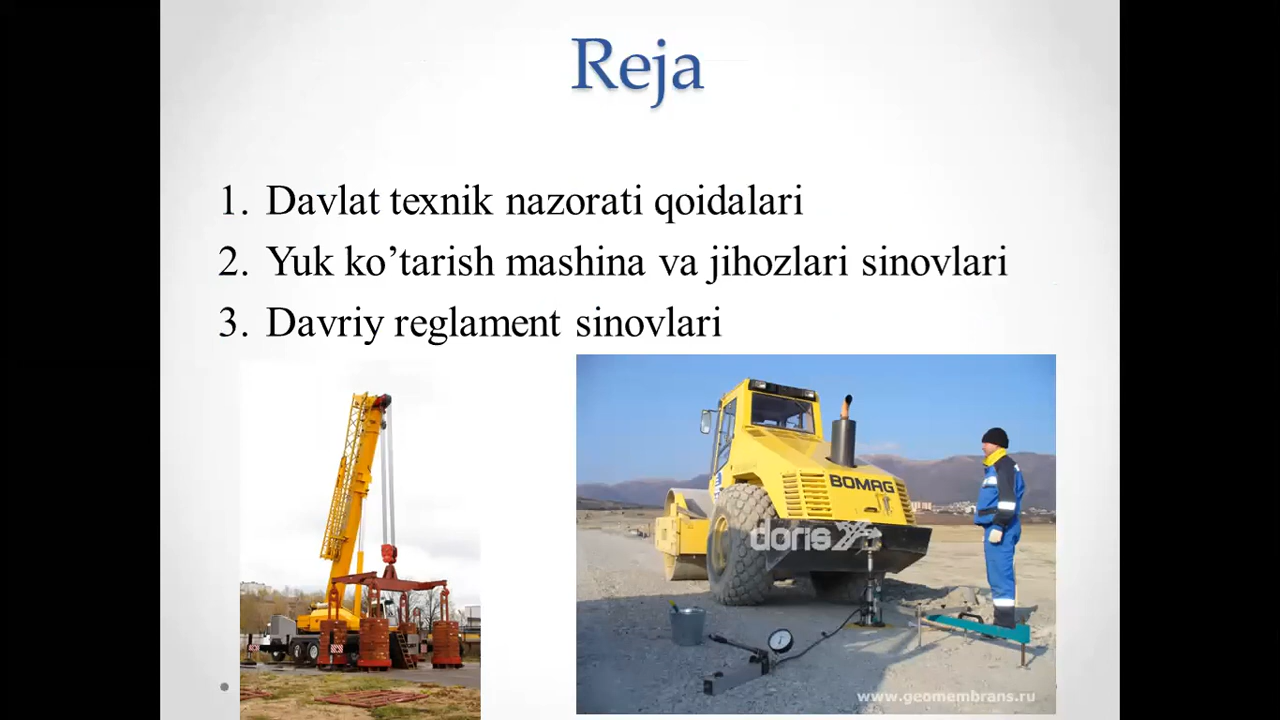 Reja
1. Davlat texnik nazorati qoidalari
2. Yuk ko’tarish mashina va jihozlari sinovlari
3. Davriy reglament sinovlari
BOMAG
doris
www.geomembrans.ru